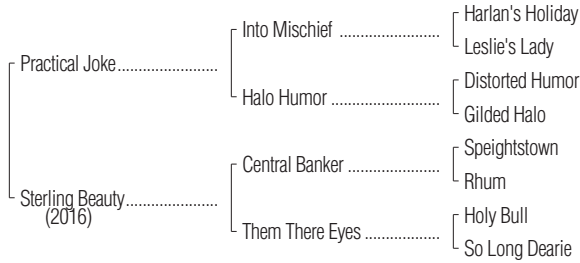 Harlan's Holiday
Into Mischief ........................
Leslie's Lady
Practical Joke........................
Distorted Humor
Halo Humor ..........................
Gilded Halo
Speightstown
Central Banker ......................
Rhum
Sterling Beauty......................
(2016)
Holy Bull
Them There Eyes ..................
So Long Dearie